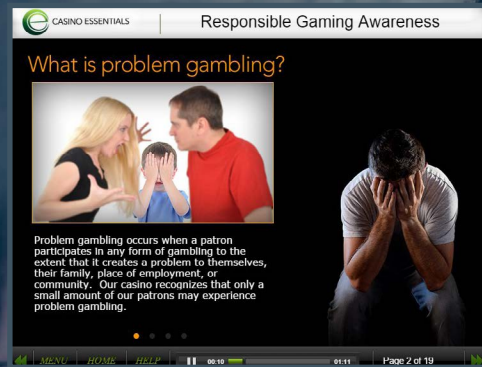 CASINO ESSENTIALS
Responsible Gaming Awareness
What is problem gambling?
Problem gambling occurs when a patron
participates in any form of gambling to the
extent that it creates a problem to themselves,
their family, place of employment, or
community. Our casino recognizes that only a
small amount of our patrons may experience
problem gambling.
MENU HOME HELP 00:10 01:11 Page 2 of 19